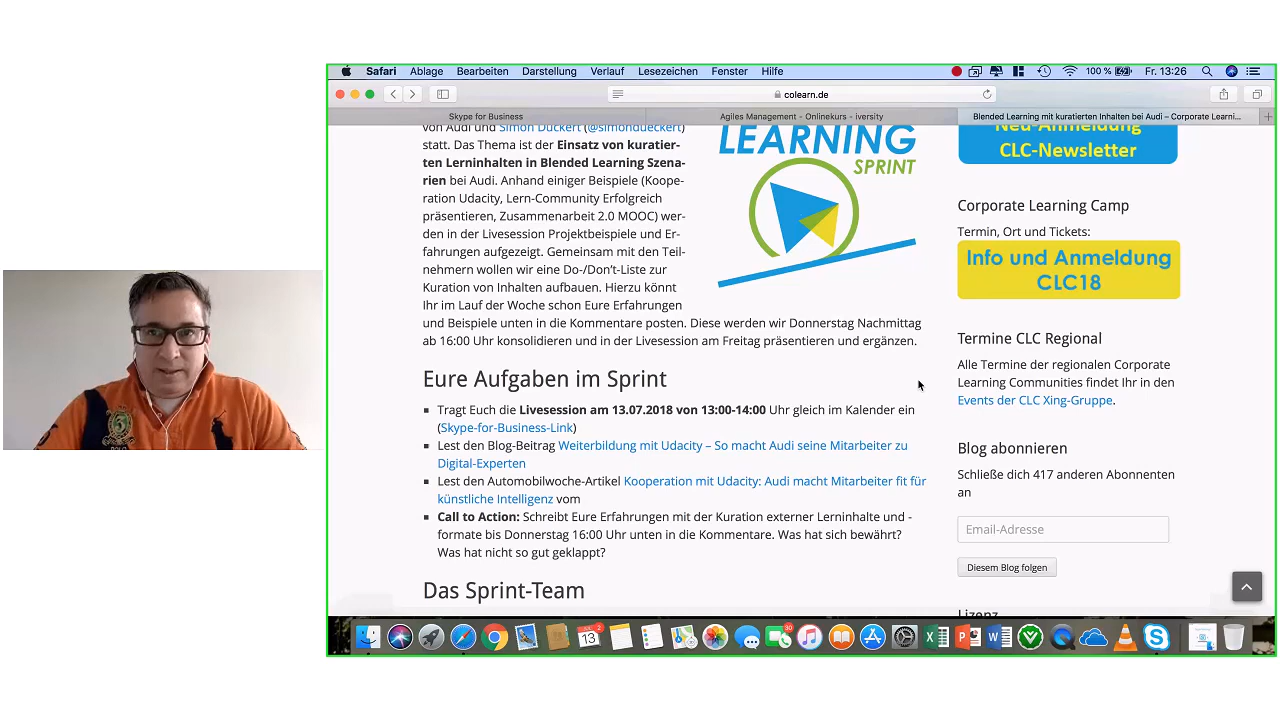 Safari Ablage Bearbeiten Darstellung Verlauf Lesezeichen Fenster Hilfe 100 % Fr. 13:26
colearn.de
Skype for Business
Agiles Management - Onlinekurs - iversity
Blended Learning mit kuratierten Inhalten bei Audi – Corporate Learni...
von Audi und Simon Dückert (@simondueckert)
statt. Das Thema ist der Einsatz von kuratier-
ten Lerninhalten in Blended Learning Szena-
rien bei Audi. Anhand einiger Beispiele (Koope-
ration Udacity, Lern-Community Erfolgreich
präsentieren, Zusammenarbeit 2.0 MOOC) wer-
den in der Livesession Projektbeispiele und Er-
fahrungen aufgezeigt. Gemeinsam mit den Teil-
nehmern wollen wir eine Do-/Don't-Liste zur
Kuration von Inhalten aufbauen. Hierzu könnt
Ihr im Lauf der Woche schon Eure Erfahrungen
und Beispiele unten in die Kommentare posten. Diese werden wir Donnerstag Nachmittag
ab 16:00 Uhr konsolidieren und in der Livesession am Freitag präsentieren und ergänzen.
LEARNING
SPRINT
Eure Aufgaben im Sprint
Tragt Euch die Livesession am 13.07.2018 von 13:00-14:00 Uhr gleich im Kalender ein
(Skype-for-Business-Link)
Lest den Blog-Beitrag Weiterbildung mit Udacity – So macht Audi seine Mitarbeiter zu
Digital-Experten
Lest den Automobilwoche-Artikel Kooperation mit Udacity: Audi macht Mitarbeiter fit für
künstliche Intelligenz vom
Call to Action: Schreibt Eure Erfahrungen mit der Kuration externer Lerninhalte und -
formate bis Donnerstag 16:00 Uhr unten in die Kommentare. Was hat sich bewährt?
Was hat nicht so gut geklappt?
Das Sprint-Team
Neu-Anmeldung
CLC-Newsletter
Corporate Learning Camp
Termin, Ort und Tickets:
Info und Anmeldung
CLC18
Termine CLC Regional
Alle Termine der regionalen Corporate
Learning Communities findet Ihr in den
Events der CLC Xing-Gruppe.
Blog abonnieren
Schließe dich 417 anderen Abonnenten
an
Email-Adresse
Diesem Blog folgen
Lizenz
13